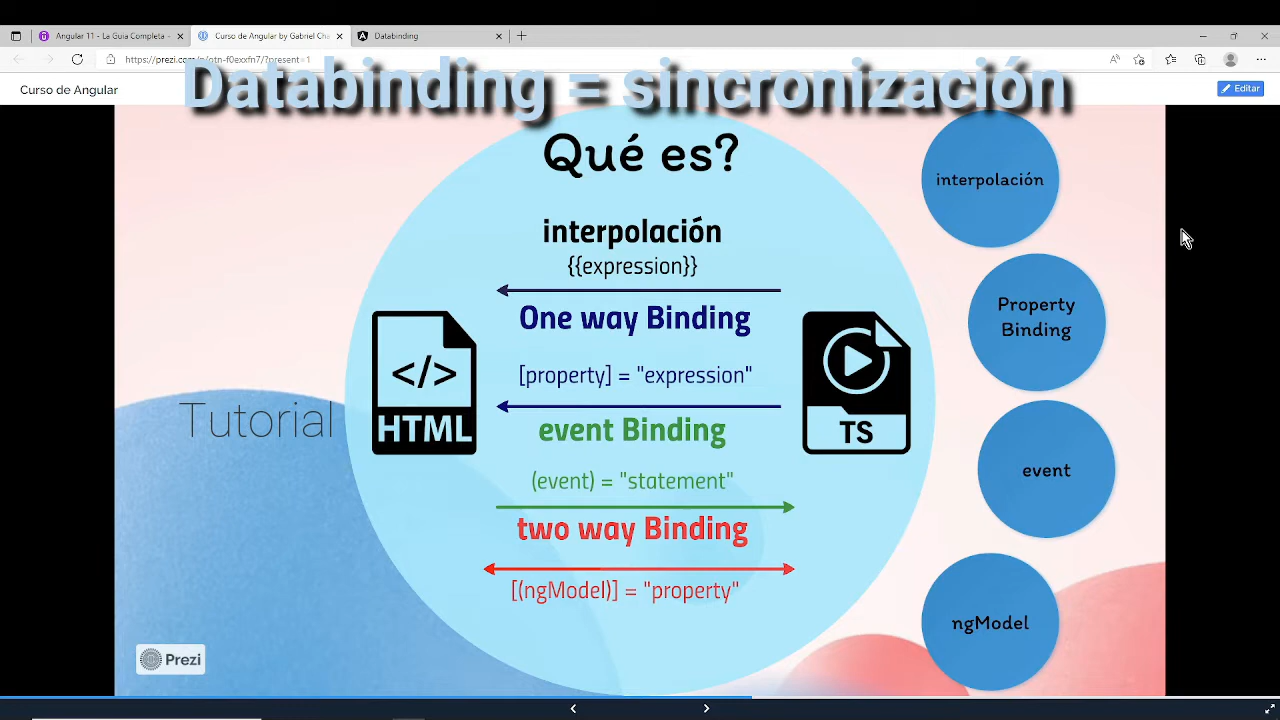 Angular 11 - La Guia Completa -
Curso de Angular by Gabriel Cha
Databinding
Curso de Angular
Editar
Databinding = sincronización
Qué es?
interpolación
{{expression}}
One way Binding
[property] = "expression"
event Binding
(event) = "statement"
two way Binding
[(ngModel)] = "property"
</> HTML
TS
Tutorial
interpolación
Property
Binding
event
ngModel
Prezi